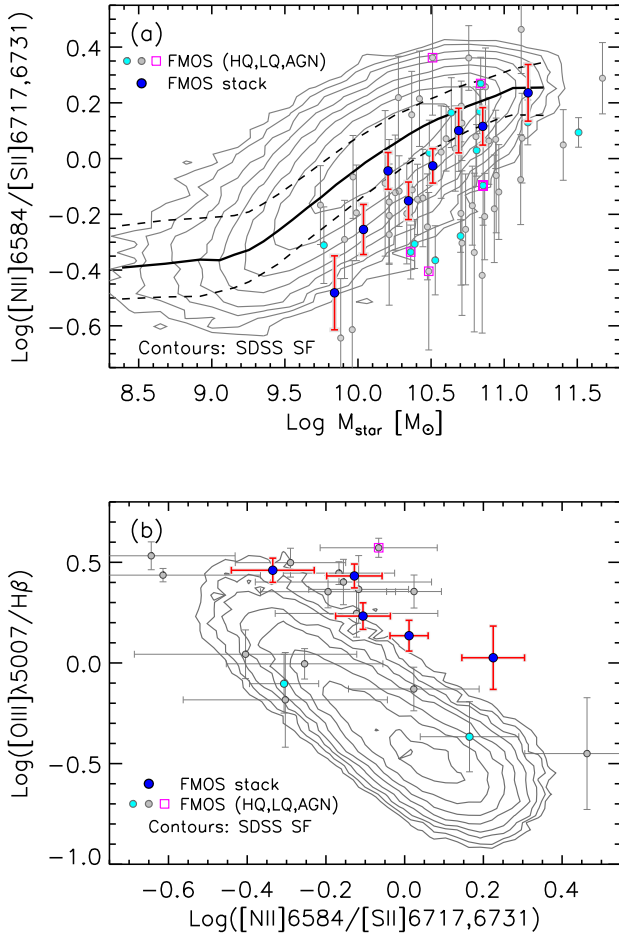 (a)
FMOS (HQ,LQ,AGN)
FMOS stack
0.4
0.2
0.0
−0.2
−0.4
−0.6
Log([NII]6584/[SII]6717,6731)
Contours: SDSS SF
8.5 9.0 9.5 10.0 10.5 11.0 11.5
Log Mstar [M⊙]
(b)
0.5
0.0
−0.5
−1.0
Log([OIII]λ5007/Hβ)
FMOS stack
FMOS (HQ,LQ,AGN)
Contours: SDSS SF
−0.6 −0.4 −0.2 0.0 0.2 0.4
Log([NII]6584/[SII]6717,6731)